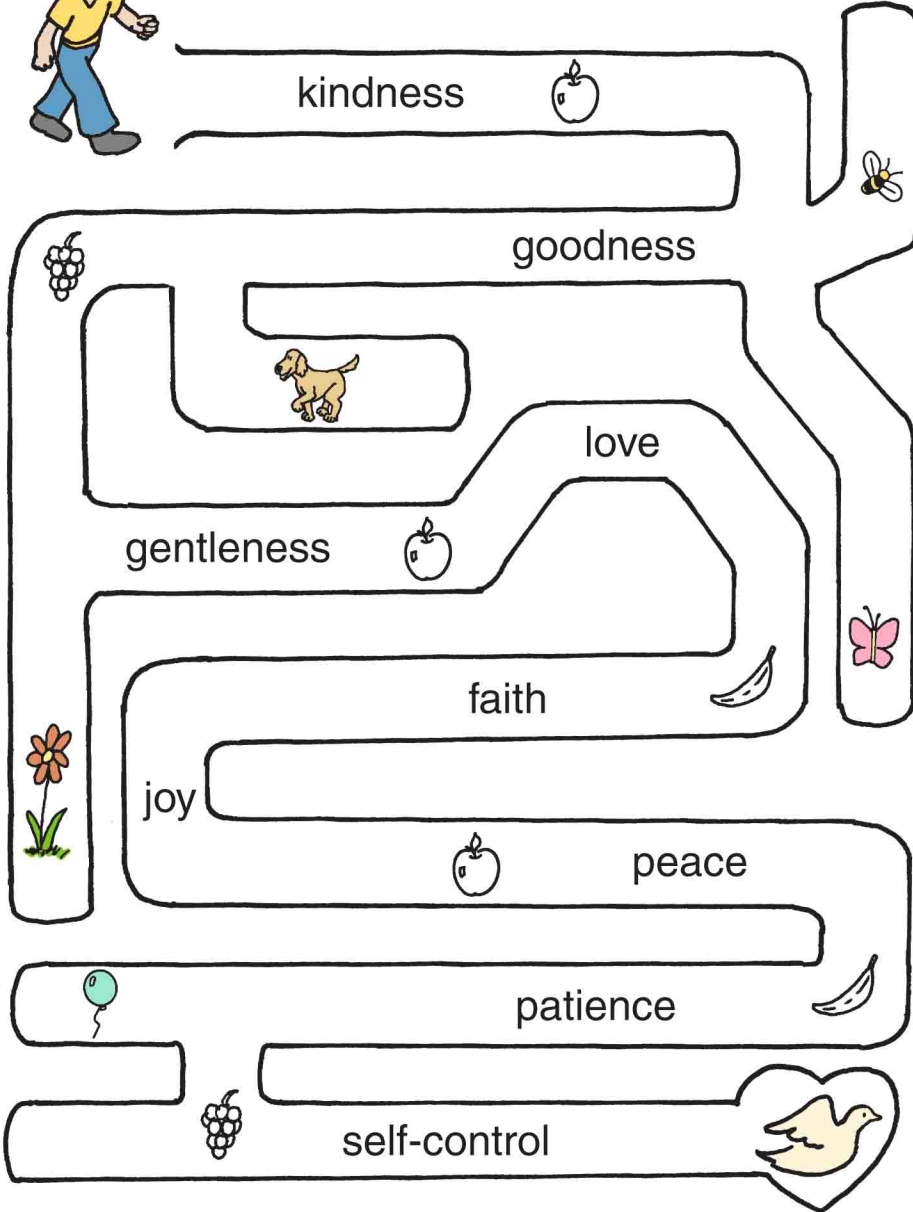 kindness
goodness
love
gentleness
faith
joy
peace
patience
self-control